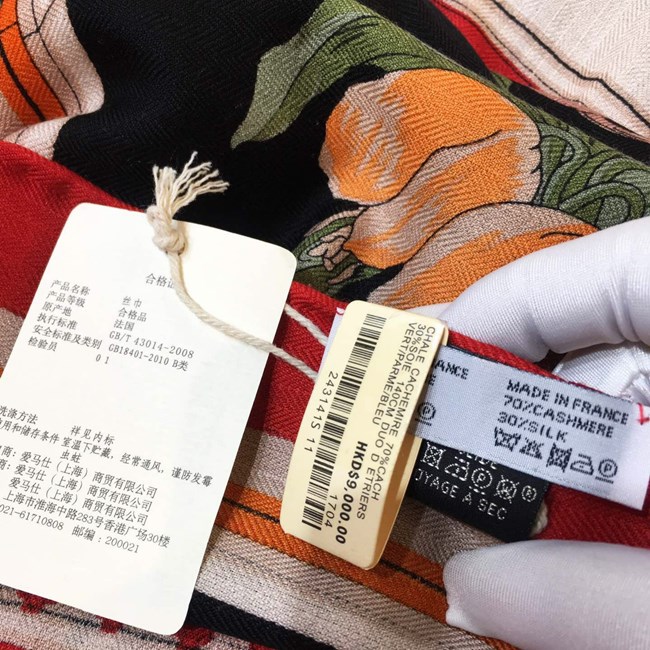 合格证
产品名称
丝巾
产品等级
合格品
原产地
法国
执行标准
GB/T 43014-2008
安全标准及类别
GB18401-2010 B类
检验员
01
洗涤方法
详见内标
用和储存条件 室温下贮藏, 经常通风, 谨防发霉
虫蛀
商: 爱马仕 (上海) 商贸有限公司
爱马仕 (上海) 商贸有限公司
上海市淮海中路283号香港广场30楼
021-61710808 邮编: 200021
CHALE CACHEMIRE 70%CACH
30%SOIE 140CM DUO D ETRIERS
VERT/PARME/BLEU
HKD$9,000.00
243141S 11
1704
MADE IN FRANCE
70%CASHMERE
30%SILK